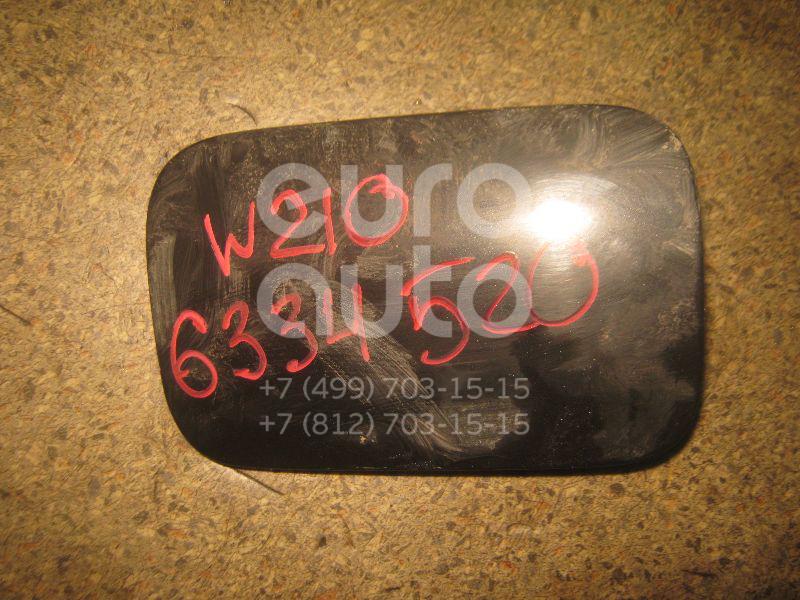 euro
W210
auto
6334520
+7 (499) 703-15-15
+7 (812) 703-15-15